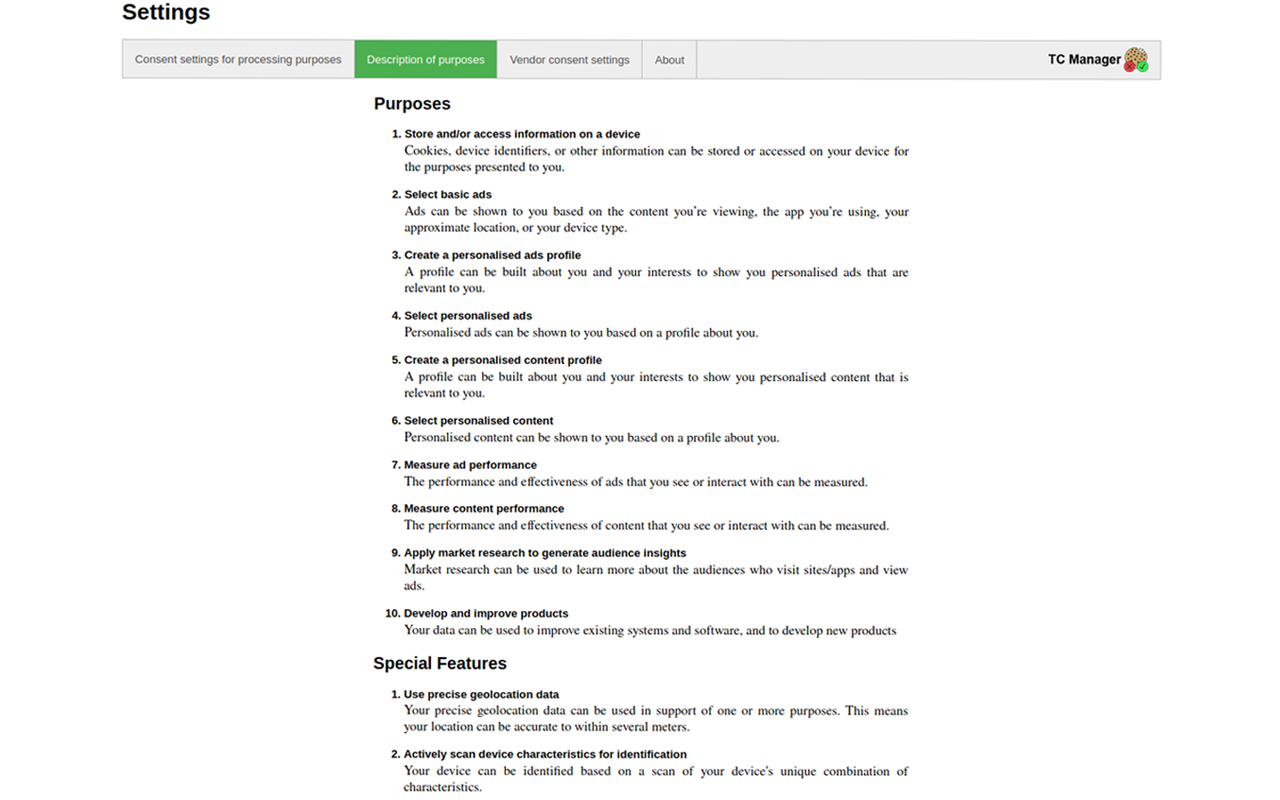 Settings
Consent settings for processing purposes
Description of purposes
Vendor consent settings
About
TC Manager
Purposes
1. Store and/or access information on a device
Cookies, device identifiers, or other information can be stored or accessed on your device for
the purposes presented to you.
2. Select basic ads
Ads can be shown to you based on the content you're viewing, the app you're using, your
approximate location, or your device type.
3. Create a personalised ads profile
A profile can be built about you and your interests to show you personalised ads that are
relevant to you.
4. Select personalised ads
Personalised ads can be shown to you based on a profile about you.
5. Create a personalised content profile
A profile can be built about you and your interests to show you personalised content that is
relevant to you.
6. Select personalised content
Personalised content can be shown to you based on a profile about you.
7. Measure ad performance
The performance and effectiveness of ads that you see or interact with can be measured.
8. Measure content performance
The performance and effectiveness of content that you see or interact with can be measured.
9. Apply market research to generate audience insights
Market research can be used to learn more about the audiences who visit sites/apps and view
ads.
10. Develop and improve products
Your data can be used to improve existing systems and software, and to develop new products
Special Features
1. Use precise geolocation data
Your precise geolocation data can be used in support of one or more purposes. This means
your location can be accurate to within several meters.
2. Actively scan device characteristics for identification
Your device can be identified based on a scan of your device's unique combination of
characteristics.